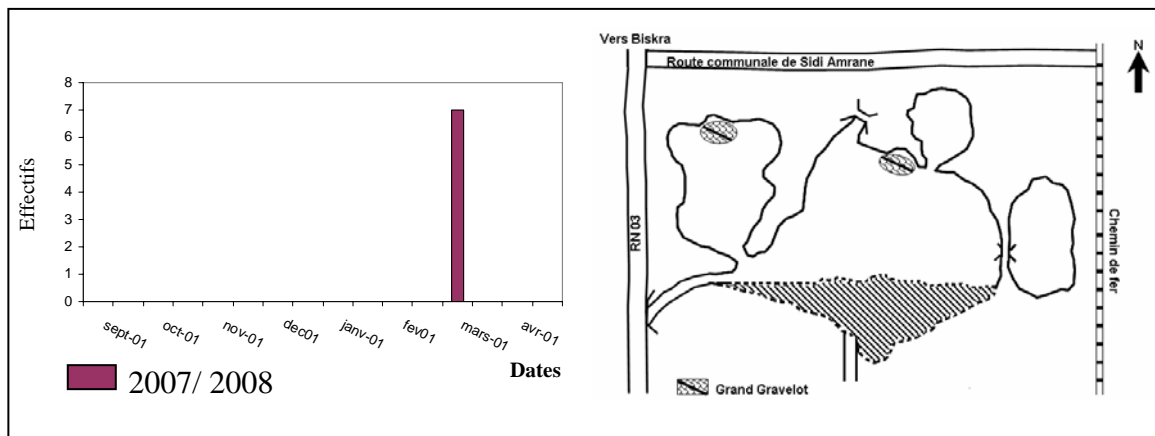 8
7
6
5
4
3
2
1
0
Effectifs
sept-01
oct-01
nov-01
dec01
janv-01
fev01
mars-01
avr-01
Dates
2007/ 2008
Vers Biskra
Route communale de Sidi Amrane
N
RN 03
Chemin de fer
Grand Gravelot